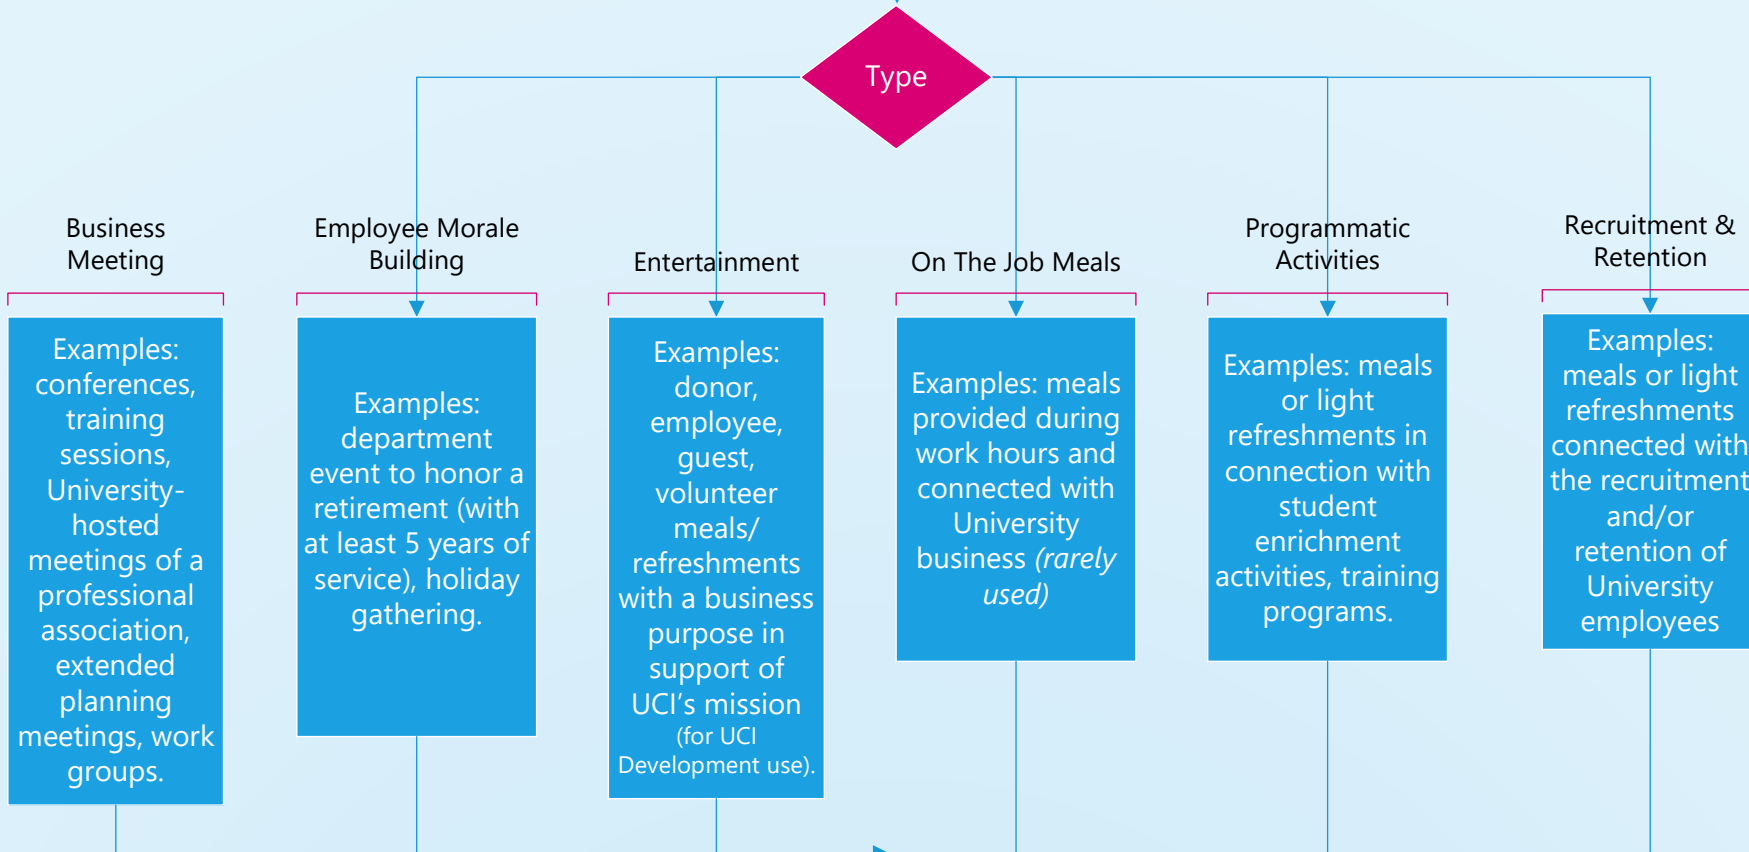 Type
Business
Meeting
Examples:
conferences,
training
sessions,
University-
hosted
meetings of a
professional
association,
extended
planning
meetings, work
groups.
Employee Morale
Building
Examples:
department
event to honor a
retirement (with
at least 5 years of
service), holiday
gathering.
Entertainment
Examples:
donor,
employee,
guest,
volunteer
meals/
refreshments
with a business
purpose in
support of
UCI’s mission
(for UCI
Development use).
On The Job Meals
Examples: meals
provided during
work hours and
connected with
University
business (rarely
used)
Programmatic
Activities
Examples: meals
or light
refreshments in
connection with
student
enrichment
activities, training
programs.
Recruitment &
Retention
Examples:
meals or light
refreshments
connected with
the recruitment
and/or
retention of
University
employees